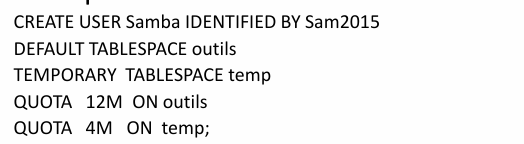 CREATE USER Samba IDENTIFIED BY Sam2015
DEFAULT TABLESPACE outils
TEMPORARY TABLESPACE temp
QUOTA 12M ON outils
QUOTA 4M ON temp;